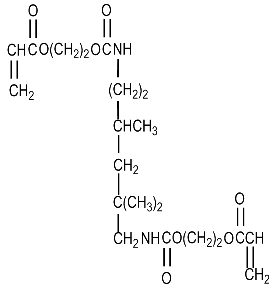 O O
CHCO(CH₂)₂OCNH
CH₂ (CH₂)₂
CHCH₃
CH₂
C(CH₃)₂ O
CH₂NHCO(CH₂)₂OCCH
O CH₂